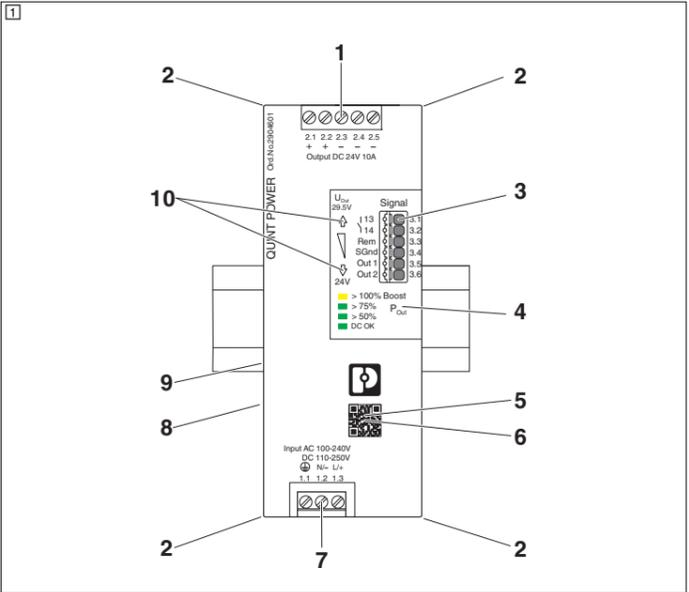 1
1
2
2
2.1 2.2 2.3 2.4 2.5
+ + – – –
Output DC 24V 10A
Ord.No.2904601
QUINT POWER
10
3
U Out
29.5V
Signal
13
3.1
14
3.2
Rem
3.3
SGnd
3.4
Out 1
3.5
Out 2
3.6
24V
> 100% Boost
> 75%
> 50%
DC OK
P Out
4
9
8
5
6
Input AC 100-240V
DC 110-250V
N/– L/+
1.1 1.2 1.3
2
2
7